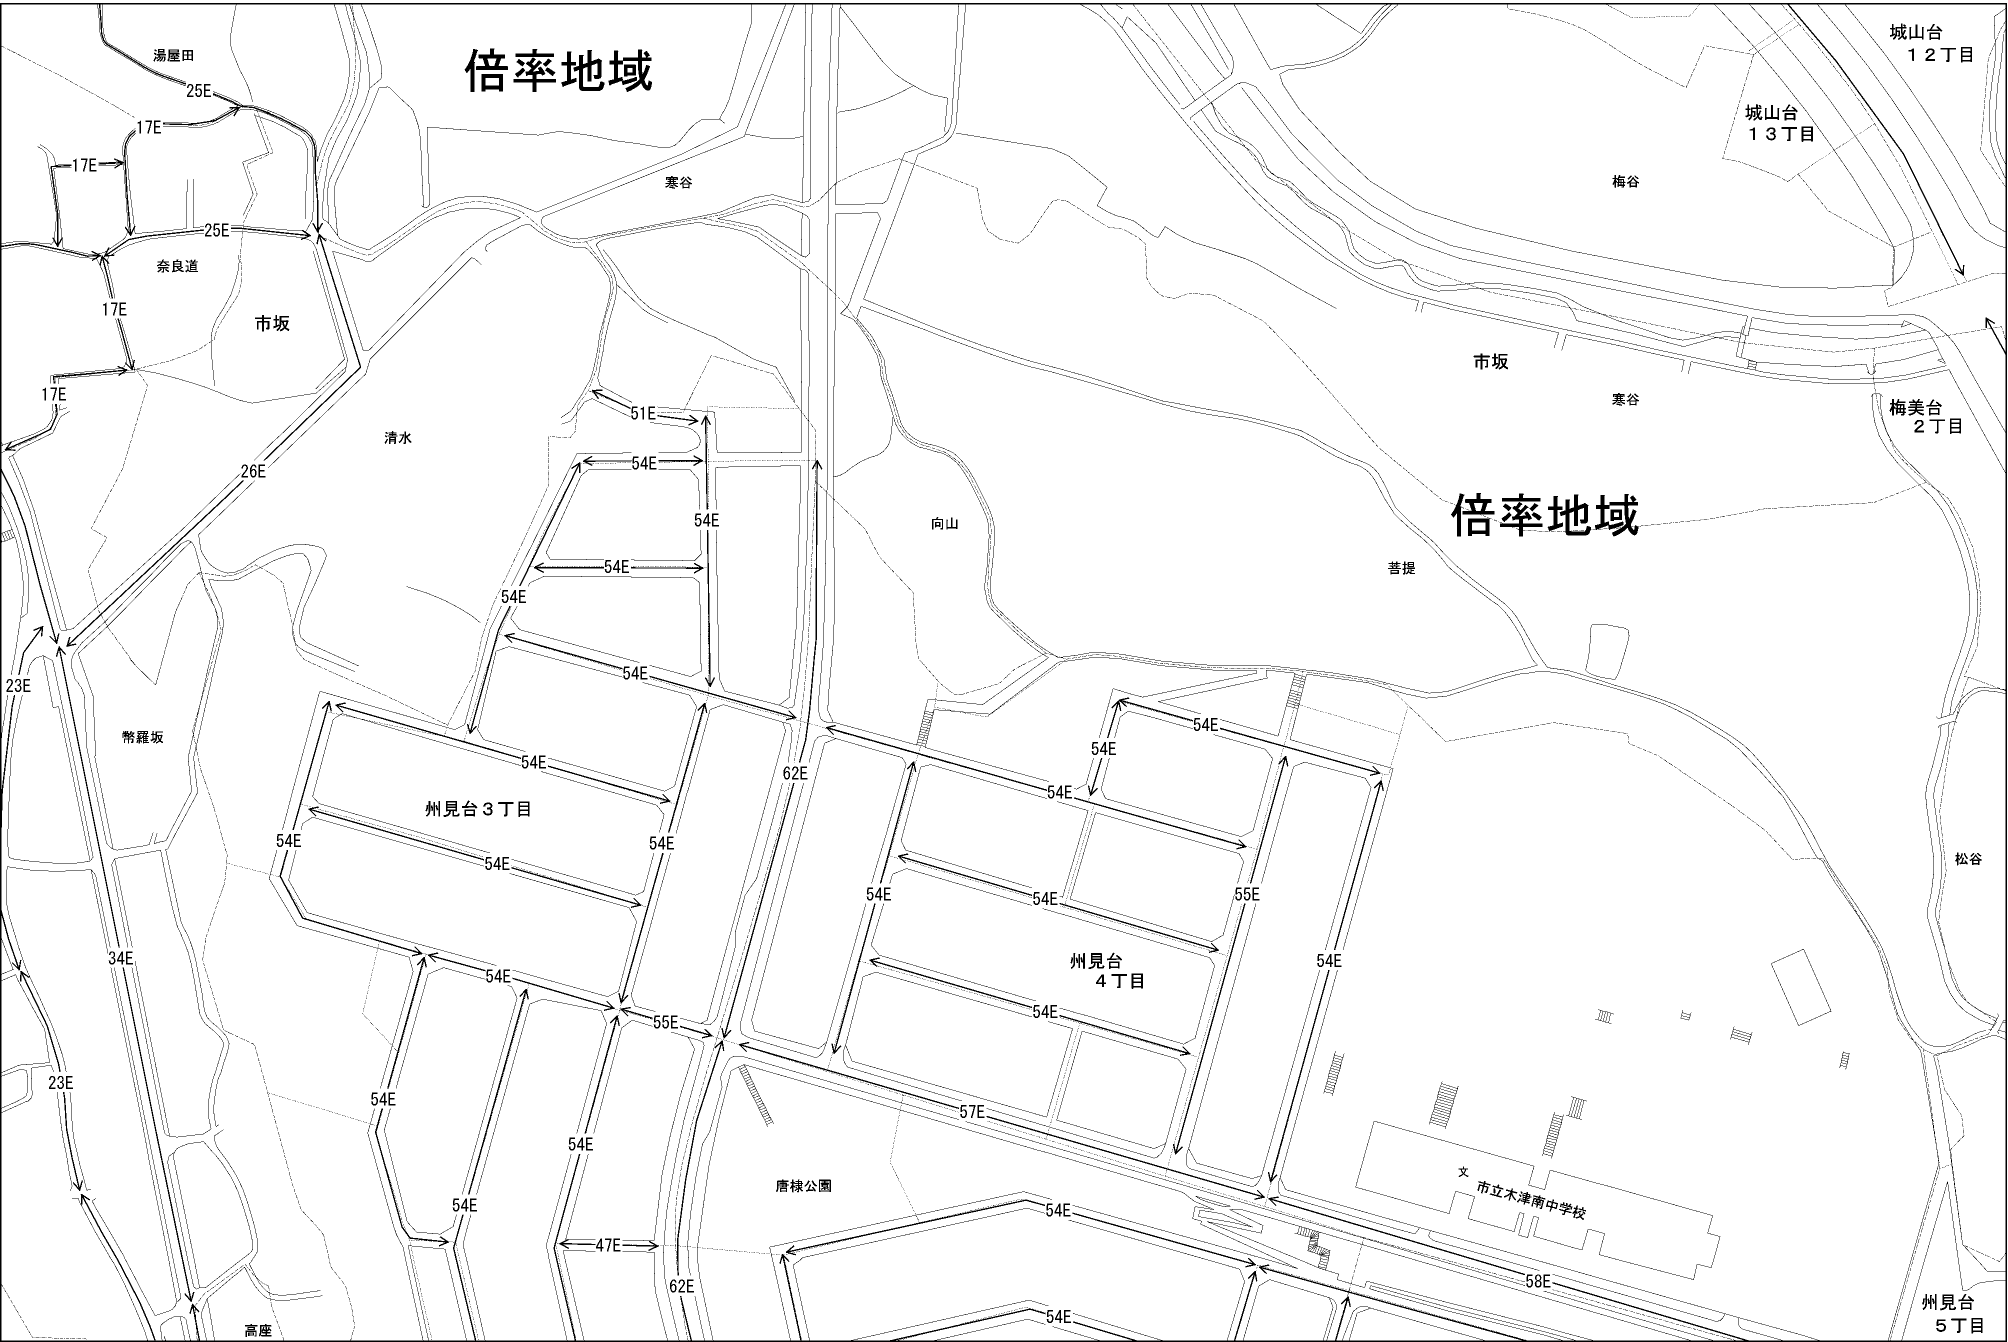 湯屋田
倍率地域
城山台
１２丁目
25E
城山台
１３丁目
17E
17E
寒谷
梅谷
25E
奈良道
17E
市坂
市坂
寒谷
17E
51E
梅美台
２丁目
清水
54E
26E
54E
向山
倍率地域
54E
菩提
54E
54E
23E
54E
54E
幣羅坂
54E
54E
62E
54E
州見台３丁目
54E
54E
54E
松谷
54E
54E
55E
54E
34E
54E
州見台
４丁目
54E
54E
55E
23E
54E
57E
54E
文
市立木津南中学校
唐棣公園
54E
54E
47E
62E
58E
州見台
５丁目
高座
54E